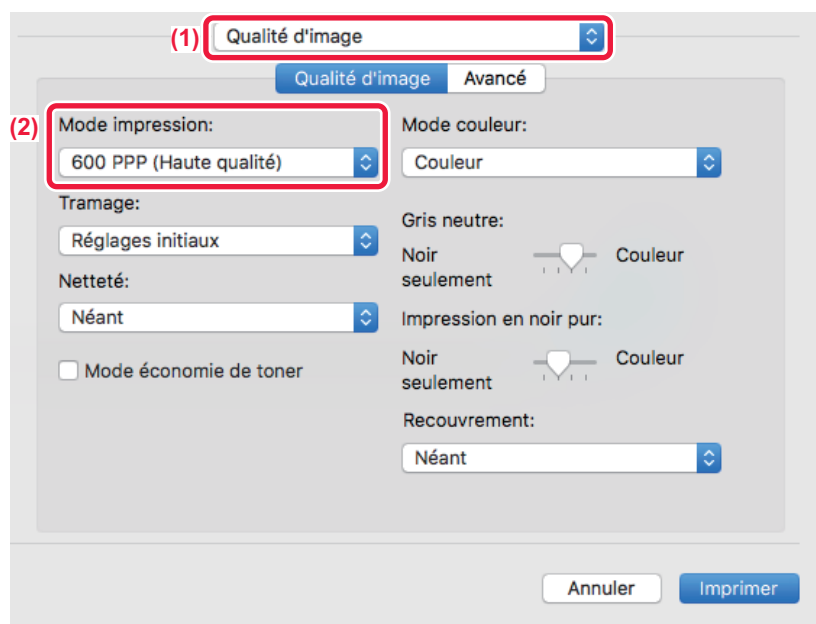 (1) Qualité d'image
Qualité d'image Avancé
(2)
Mode impression:
600 PPP (Haute qualité)
Tramage:
Réglages initiaux
Netteté:
Néant
Mode économie de toner
Mode couleur:
Couleur
Gris neutre:
Noir seulement Couleur
Impression en noir pur:
Noir seulement Couleur
Recouvrement:
Néant
Annuler Imprimer